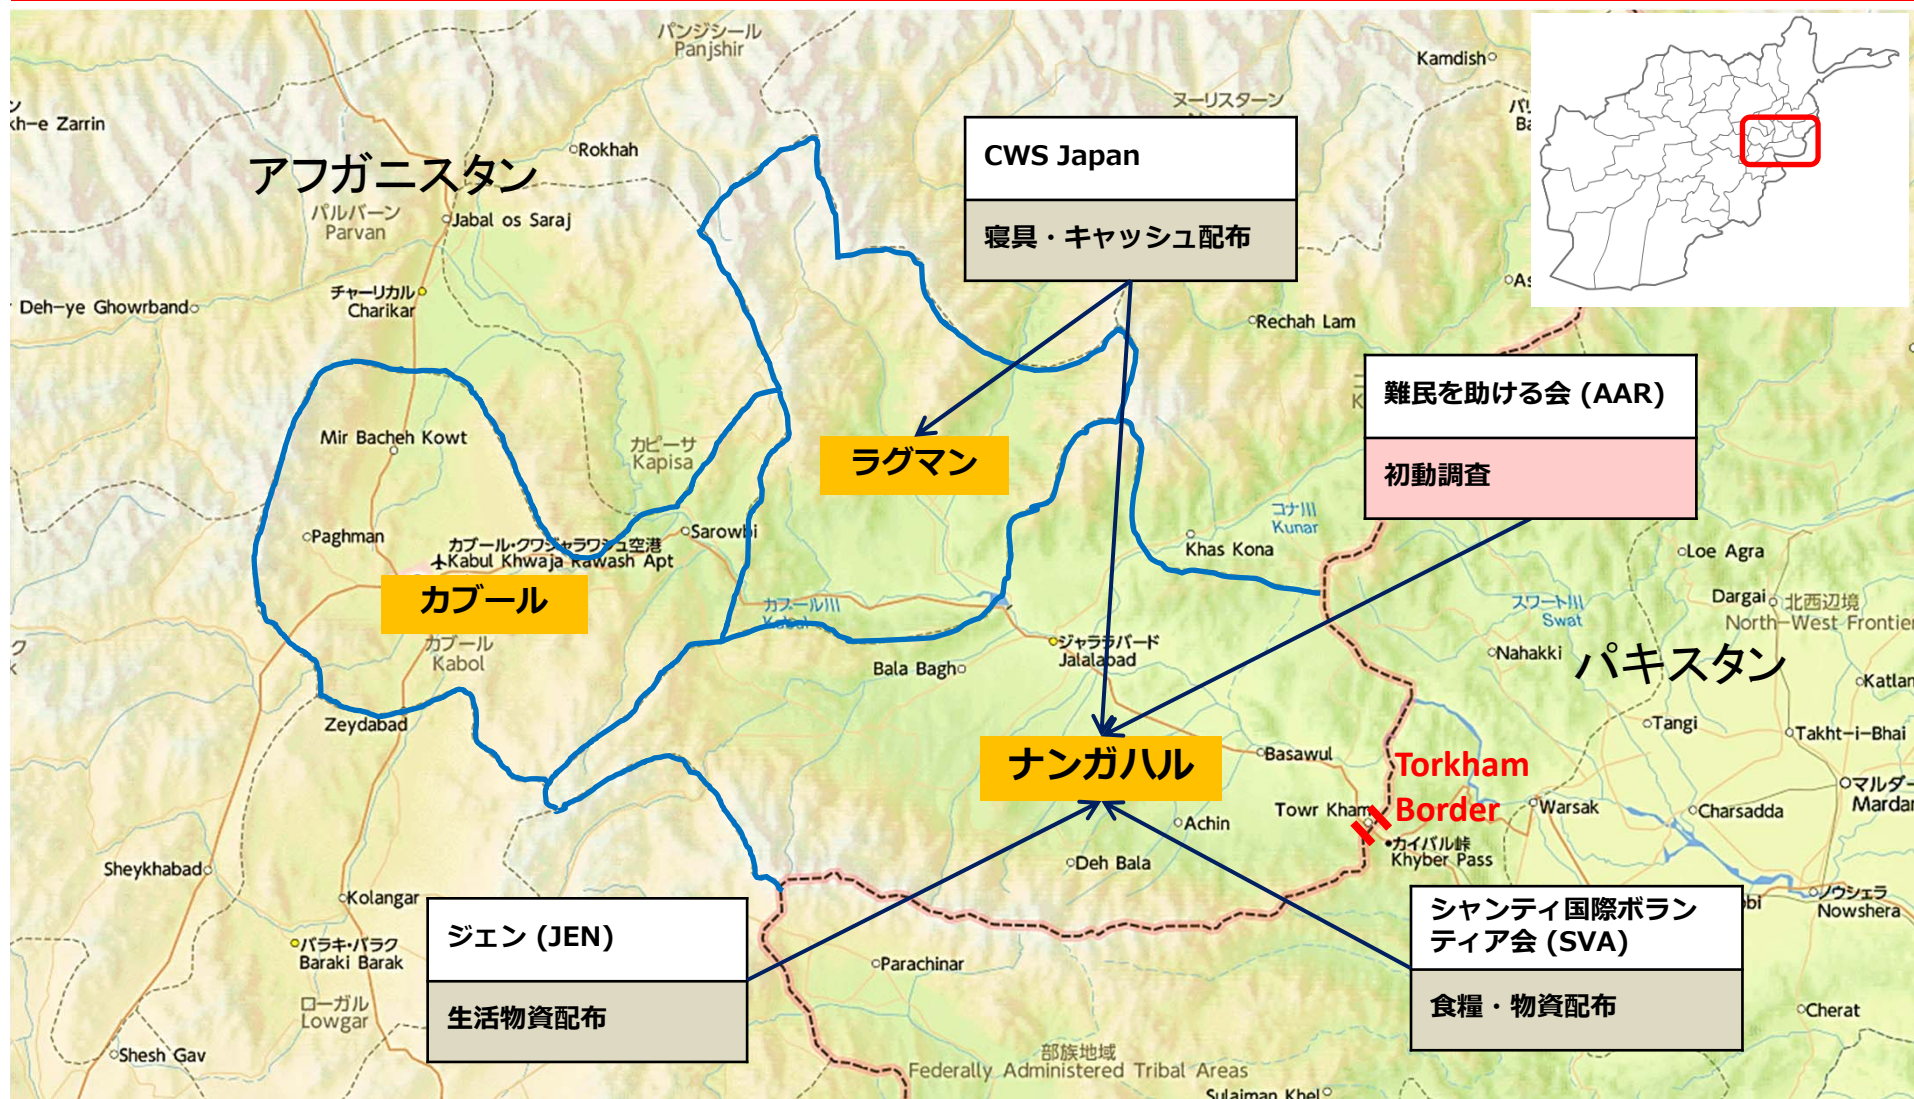 パンジシール
Panjshir
Kamdish
ヌーリスターン
kh-e Zarrin
Rokhah
アフガニスタン
CWS Japan
寝具・キャッシュ配布
パルバーン
Parvan
Jabal os Saraj
チャーリカル
Charikar
Deh-ye Ghowrband
Rechah Lam
難民を助ける会 (AAR)
初動調査
Mir Bacheh Kowt
カピーサ
Kapisa
ラグマン
Paghman
Sarowbi
カブール・クワジャラワシュ空港
Kabul Khwaja Rawash Apt
コナ川
Kunar
Khas Kona
Loe Agra
カブール
カブール川
Kabul
スワート川
Swat
Dargai
北西辺境
North-West Frontier
カブール
Kabol
ジャララバード
Jalalabad
Bala Bagh
Nahakki
パキスタン
Katlan
Zeydabad
Tangi
Takht-i-Bhai
ナンガハル
Basawul
Torkham
Border
Towr Kham
Achin
Warsak
Charsadda
マルダー
Mardan
カイバル峠
Khyber Pass
Deh Bala
Sheykhabad
Kolangar
バラキ・バラク
Baraki Barak
ローガル
Lowgar
Shesh Gav
ジェン (JEN)
生活物資配布
Parachinar
シャンティ国際ボラン
ティア会 (SVA)
食糧・物資配布
ノウシェラ
Nowshera
Cherat
部族地域
Federally Administered Tribal Areas
Sulaiman Khel